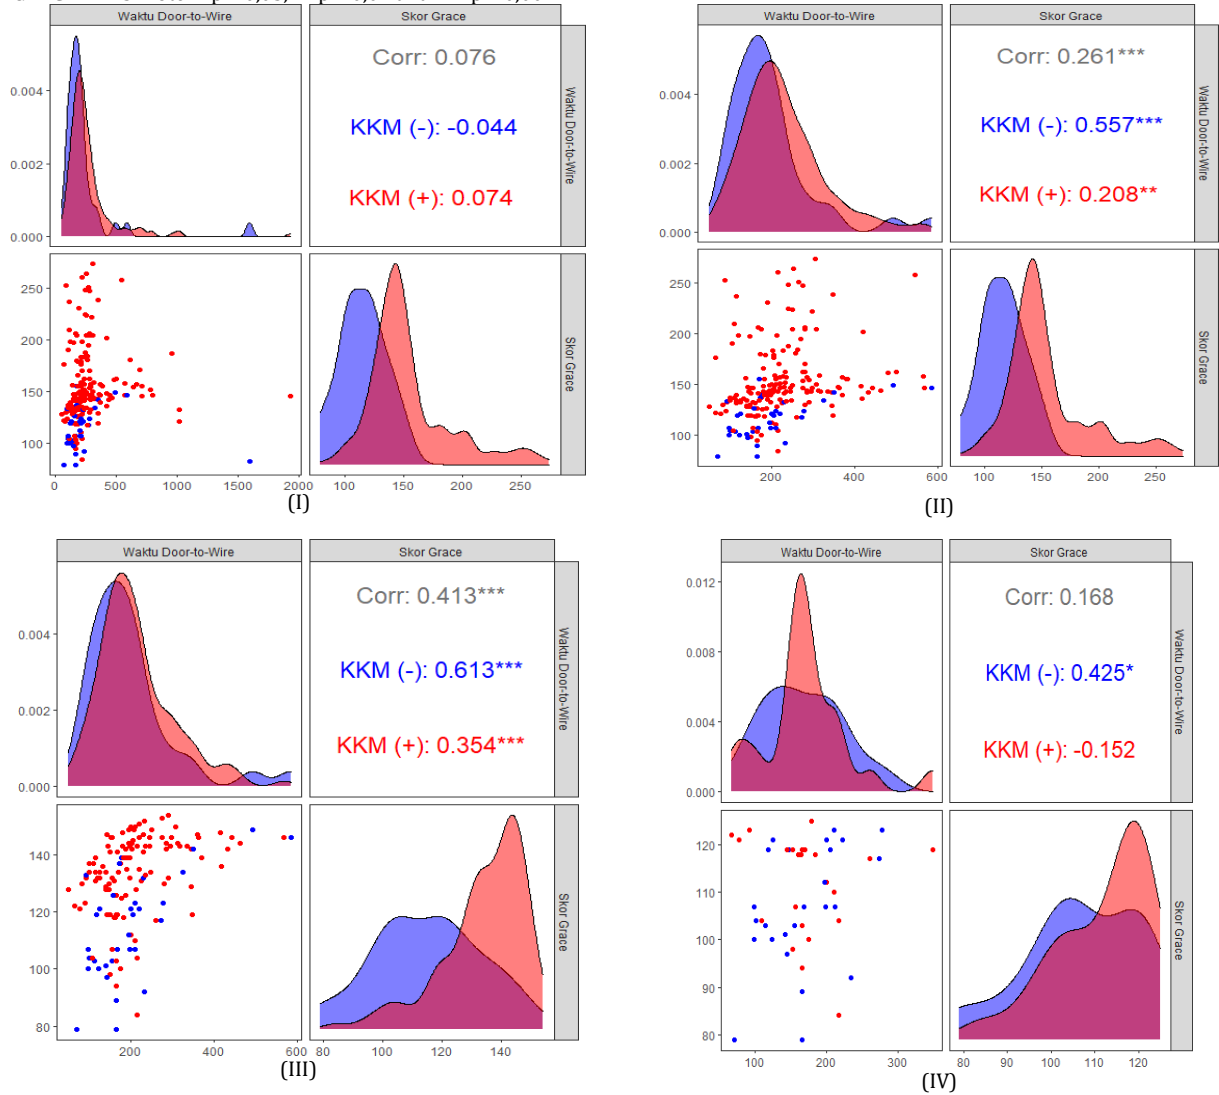 Waktu Door-to-Wire
Skor Grace
Corr: 0.076
KKM (-): -0.044
KKM (+): 0.074
Waktu Door-to-Wire
0.004
0.002
0.000
Skor Grace
250
200
150
100
0 500 1000 1500 2000
100 150 200 250
(I)
Waktu Door-to-Wire
Skor Grace
Corr: 0.261***
KKM (-): 0.557***
KKM (+): 0.208**
Waktu Door-to-Wire
0.004
0.002
0.000
Skor Grace
250
200
150
100
200 400 600
100 150 200 250
(II)
Waktu Door-to-Wire
Skor Grace
Corr: 0.413***
KKM (-): 0.613***
KKM (+): 0.354***
Waktu Door-to-Wire
0.004
0.002
0.000
Skor Grace
140
120
100
80
200 400 600
80 100 120 140
(III)
Waktu Door-to-Wire
Skor Grace
Corr: 0.168
KKM (-): 0.425*
KKM (+): -0.152
Waktu Door-to-Wire
0.012
0.008
0.004
0.000
Skor Grace
120
110
100
90
80
100 200 300
80 90 100 110 120
(IV)